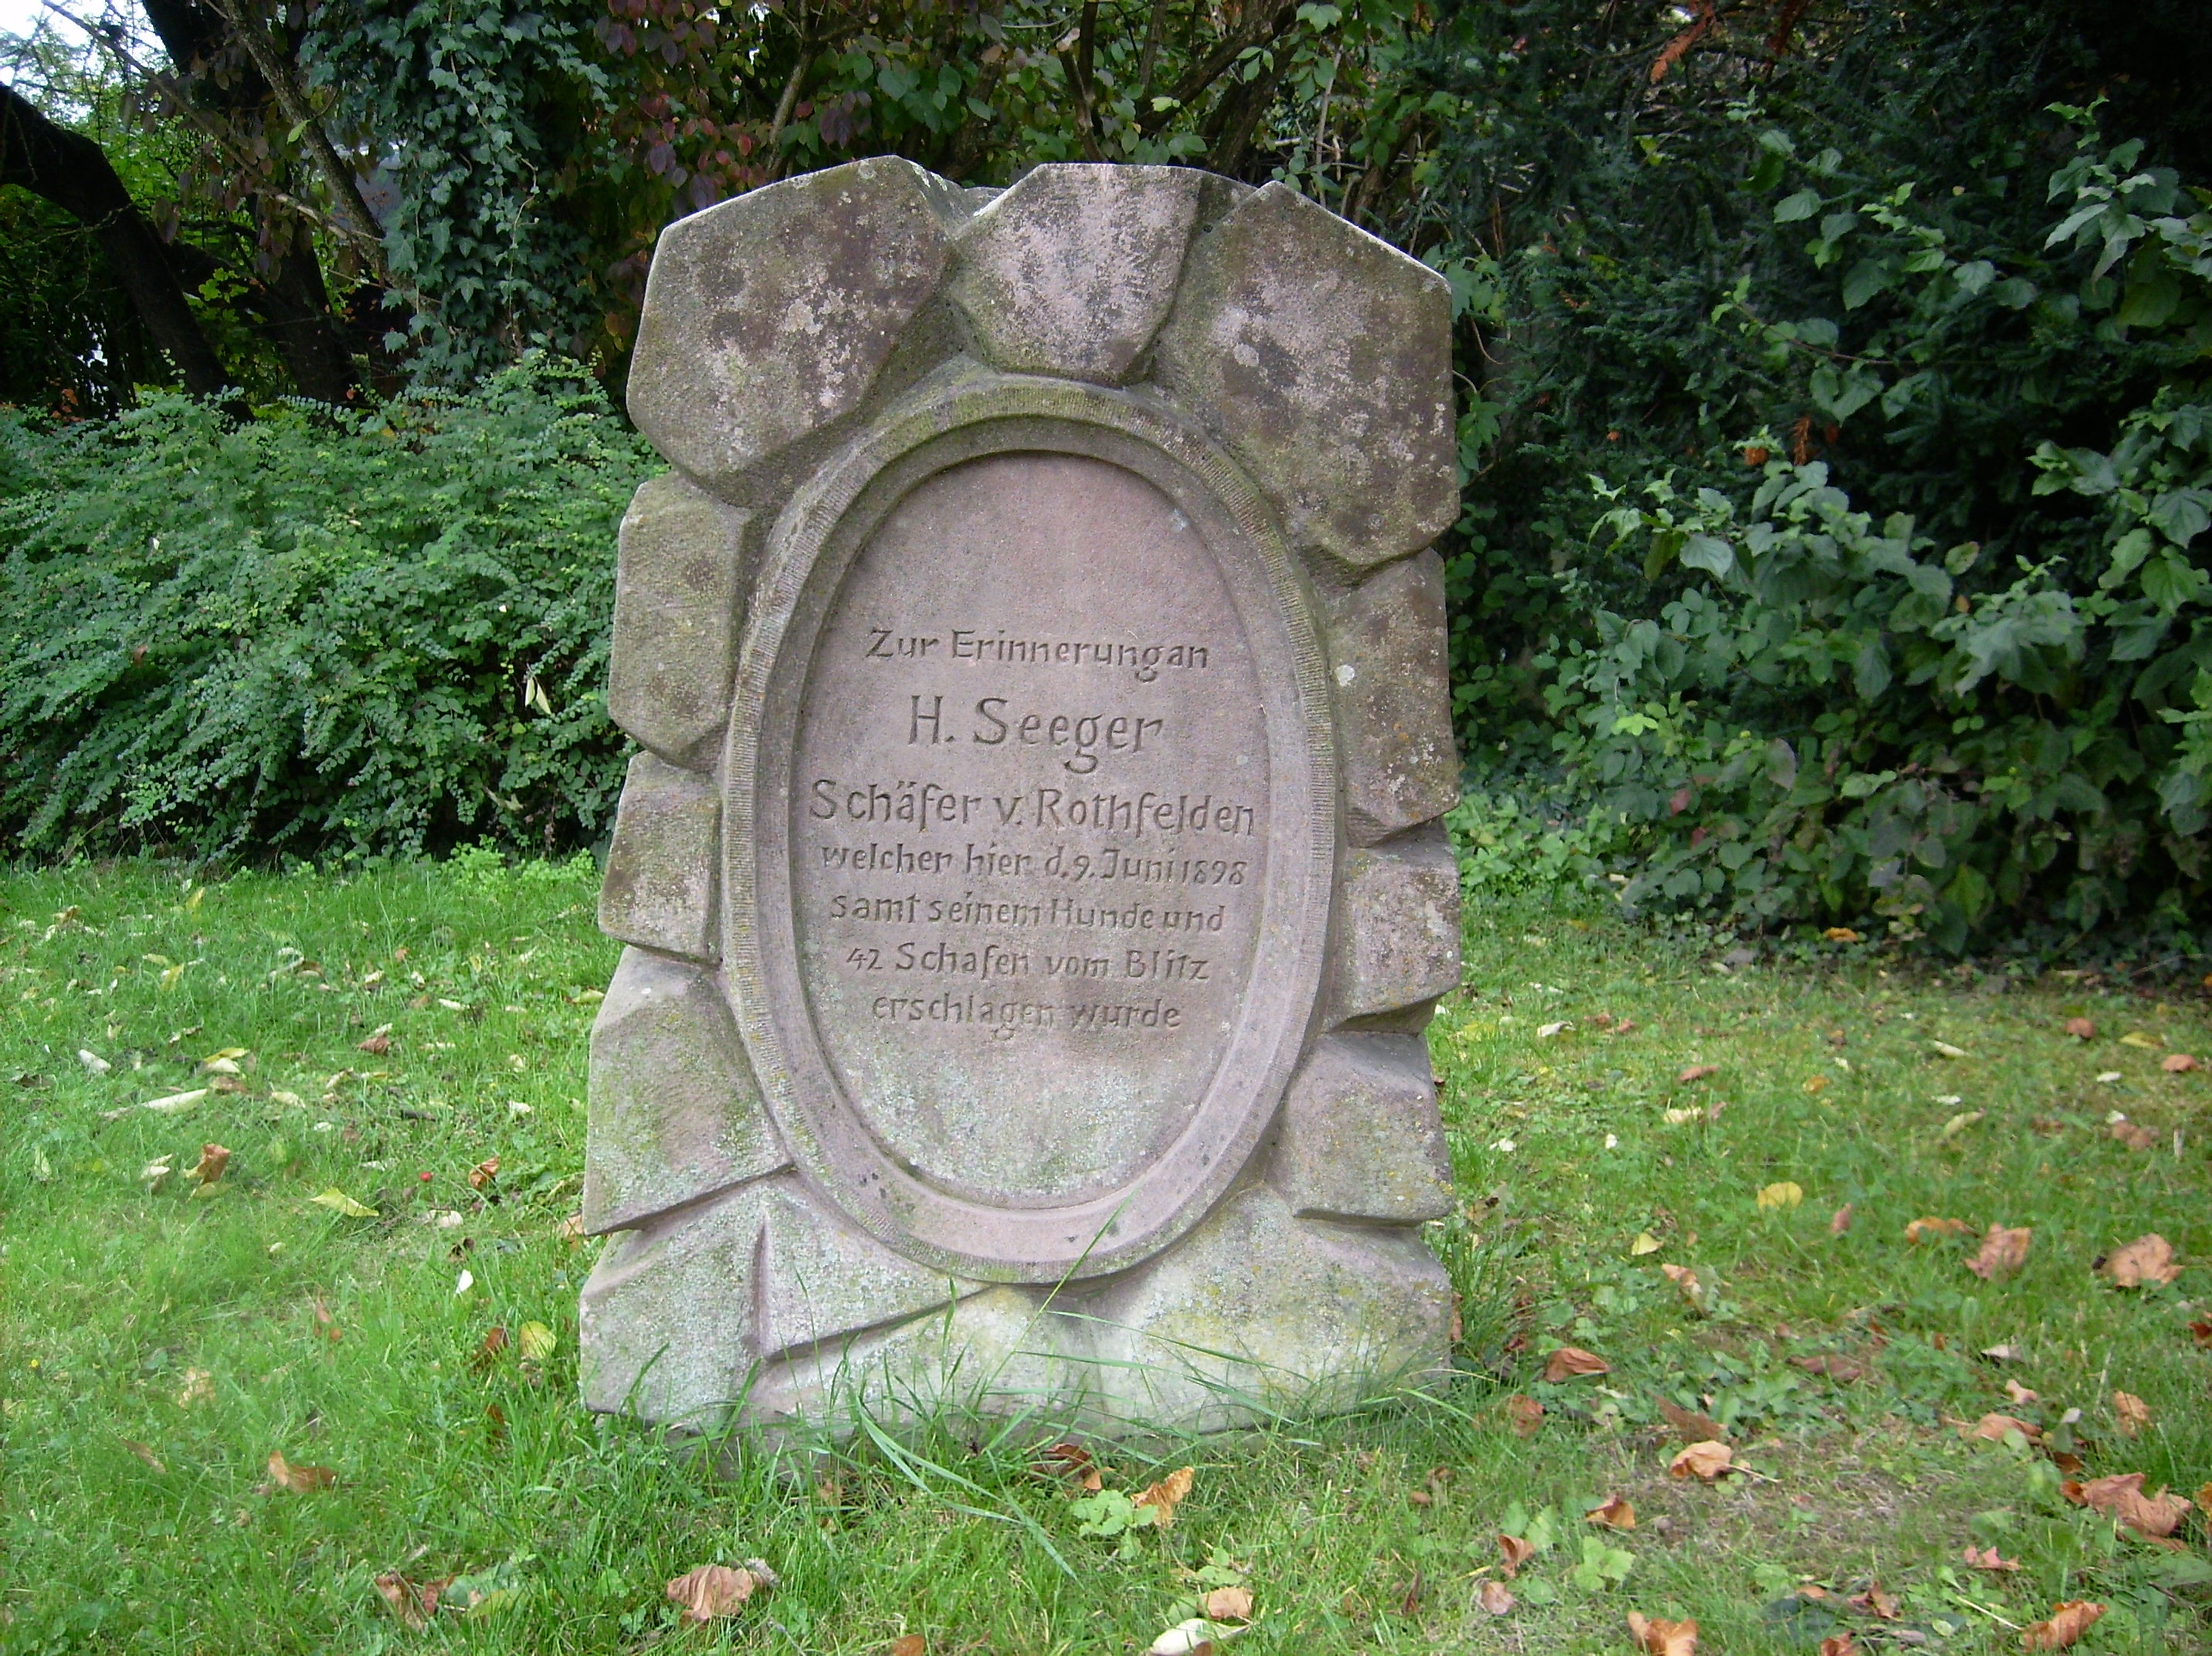 Zur Erinnerung an
H. Seeger
Schäfer v. Rothfelden
welcher hier d. 9. Juni 1898
samt seinem Hunde und
42 Schafen vom Blitz
erschlagen wurde